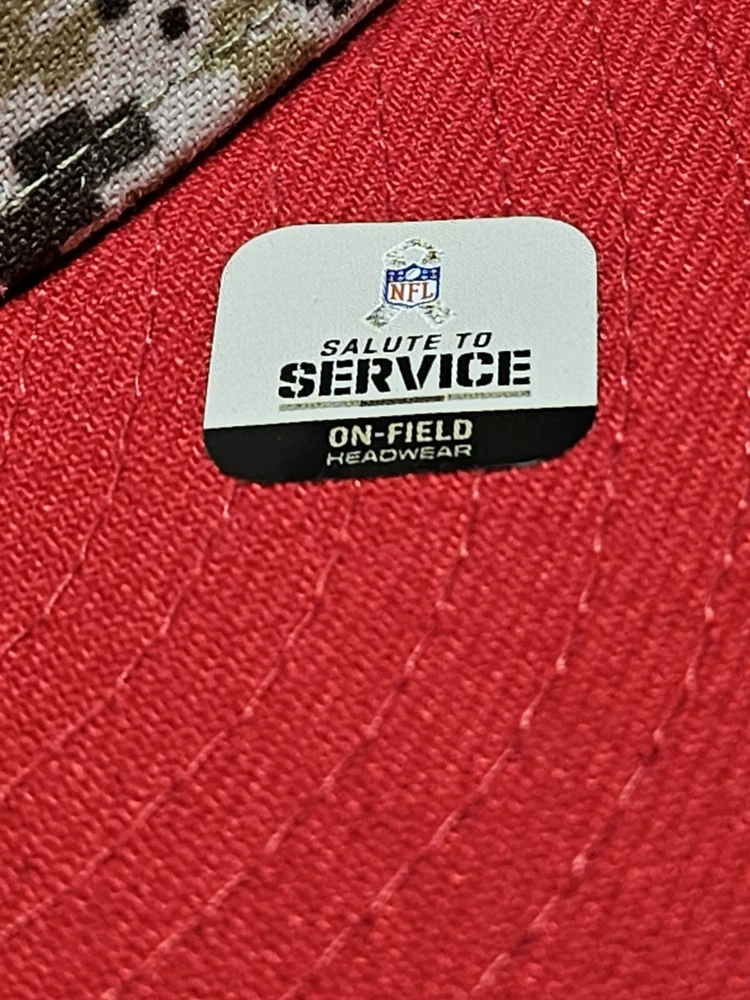 NFL
SALUTE TO
SERVICE
ON-FIELD
HEADWEAR